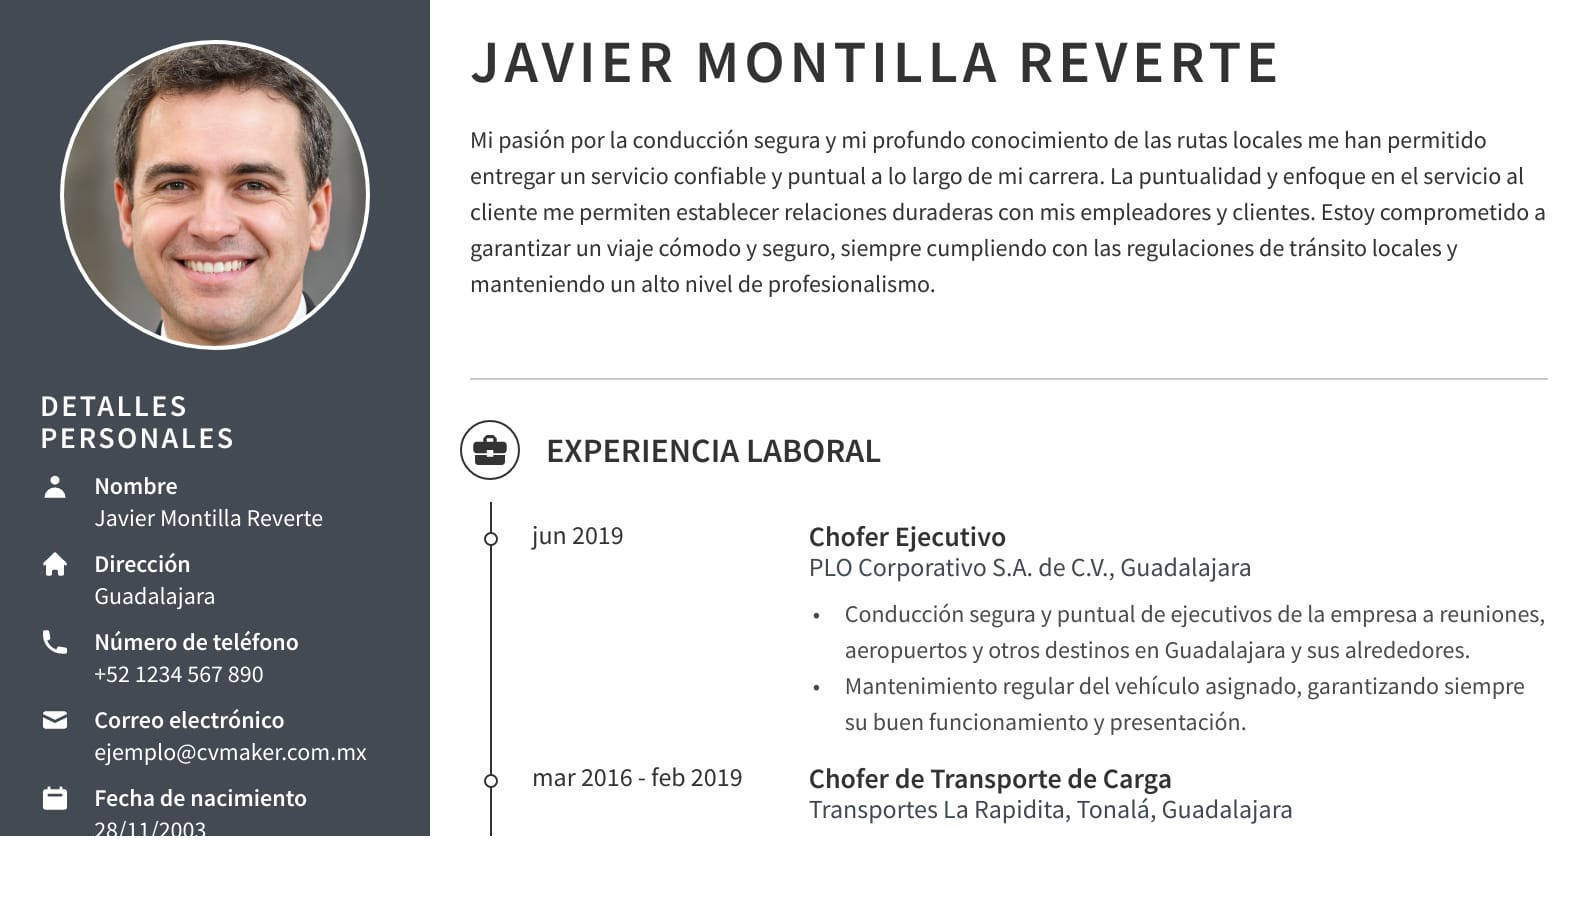 JAVIER MONTILLA REVERTE
Mi pasión por la conducción segura y mi profundo conocimiento de las rutas locales me han permitido
entregar un servicio confiable y puntual a lo largo de mi carrera. La puntualidad y enfoque en el servicio al
cliente me permiten establecer relaciones duraderas con mis empleadores y clientes. Estoy comprometido a
garantizar un viaje cómodo y seguro, siempre cumpliendo con las regulaciones de tránsito locales y
manteniendo un alto nivel de profesionalismo.
DETALLES
PERSONALES
Nombre
Javier Montilla Reverte
Dirección
Guadalajara
Número de teléfono
+52 1234 567 890
Correo electrónico
ejemplo@cvmaker.com.mx
Fecha de nacimiento
28/11/2003
EXPERIENCIA LABORAL
jun 2019
Chofer Ejecutivo
PLO Corporativo S.A. de C.V., Guadalajara
• Conducción segura y puntual de ejecutivos de la empresa a reuniones,
aeropuertos y otros destinos en Guadalajara y sus alrededores.
• Mantenimiento regular del vehículo asignado, garantizando siempre
su buen funcionamiento y presentación.
mar 2016 - feb 2019
Chofer de Transporte de Carga
Transportes La Rapidita, Tonalá, Guadalajara